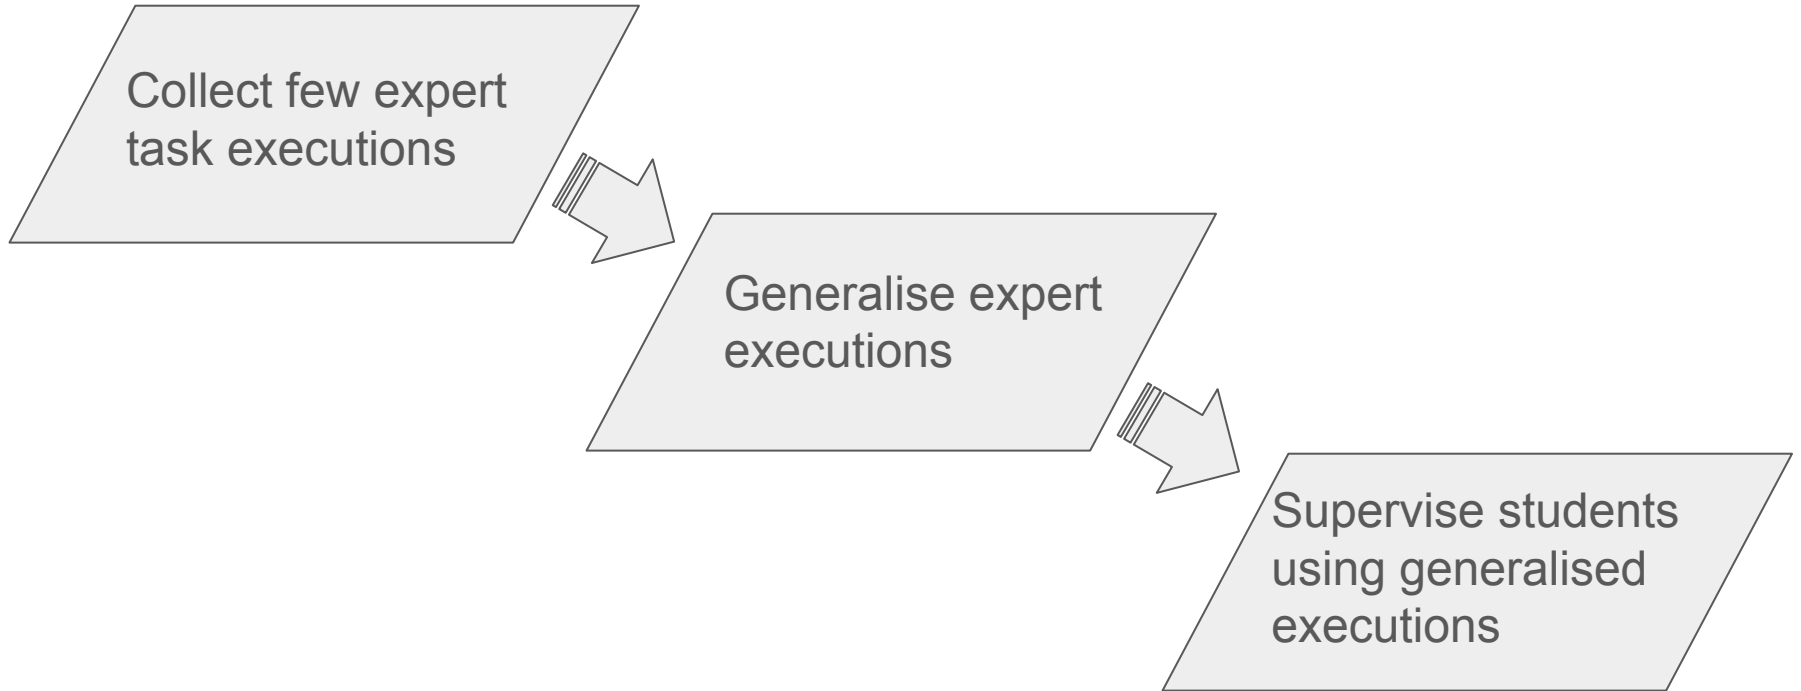 Collect few expert
task executions
Generalise expert
executions
Supervise students
using generalised
executions